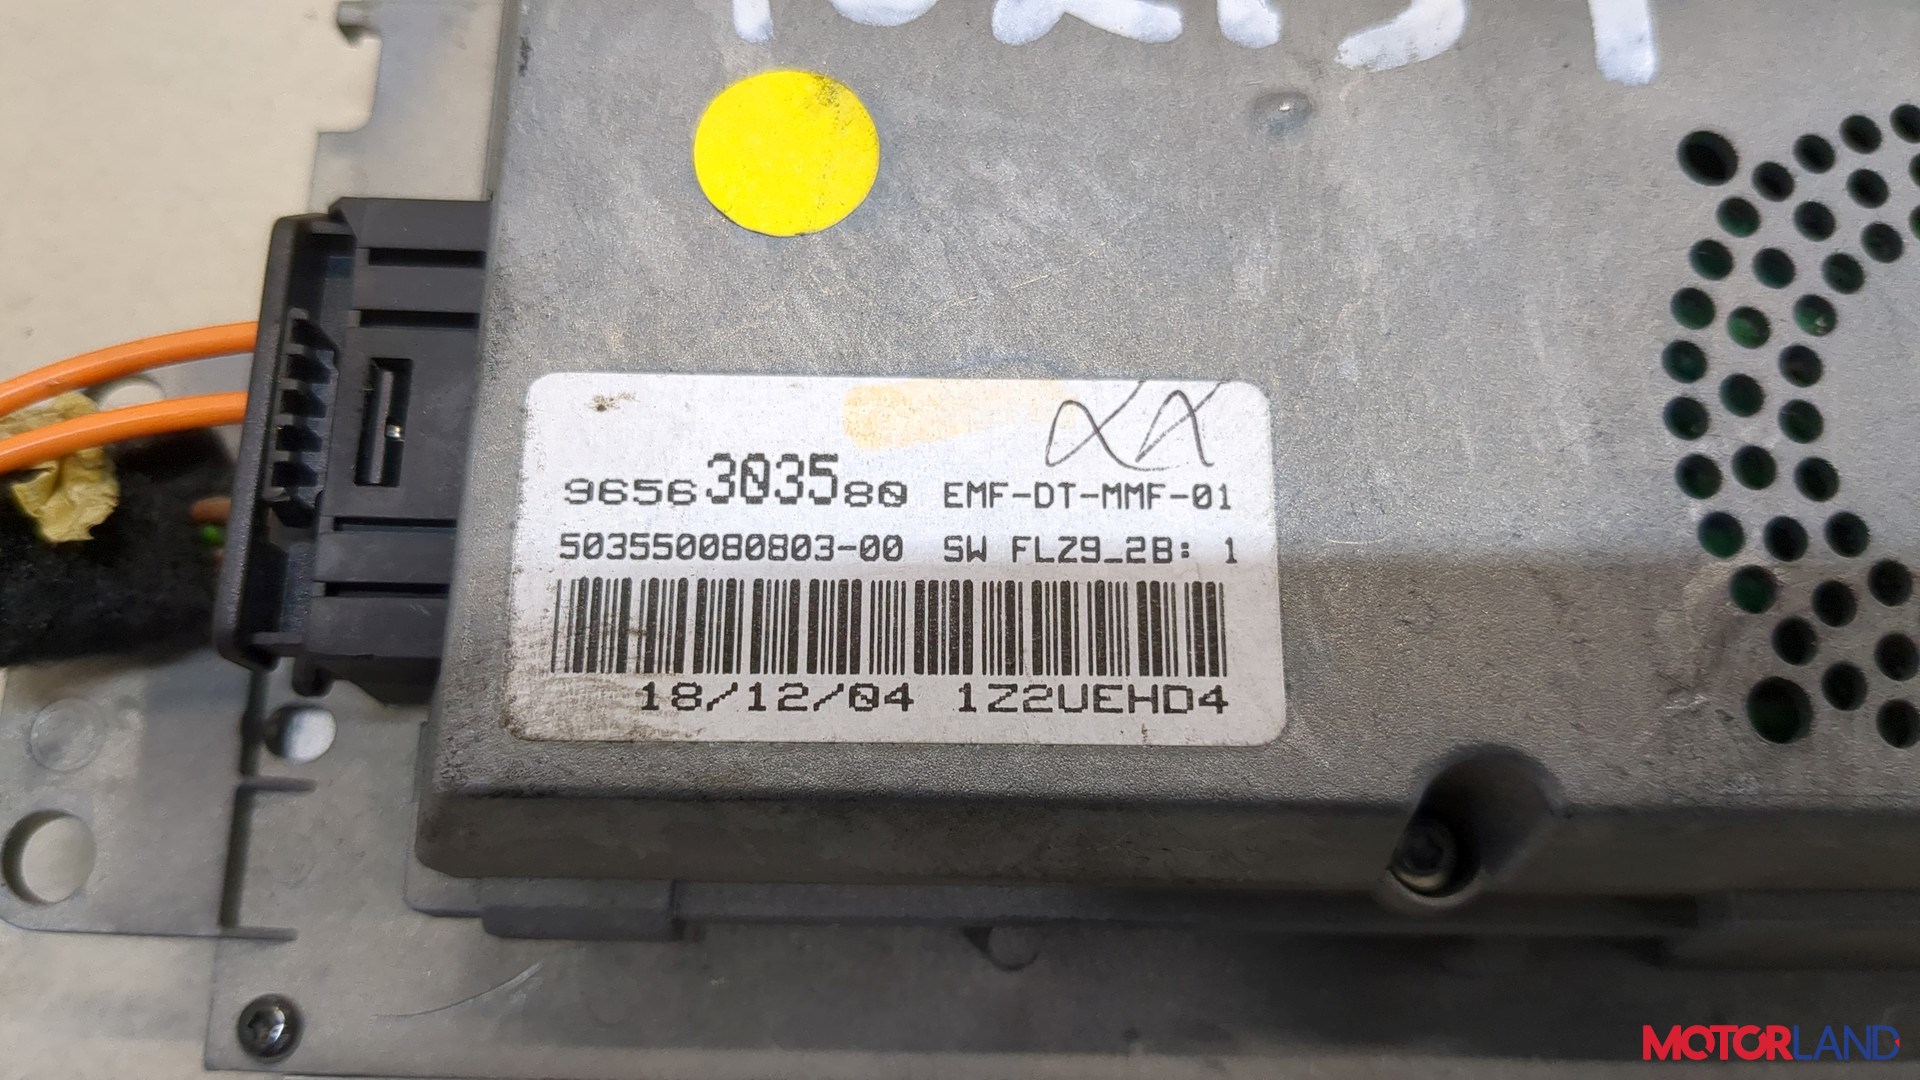 9656303580 EMF-DT-MMF-01
503550080803-00 SW FLZ9_2B: 1
18/12/04 1Z2UEHD4
MOTORLAND